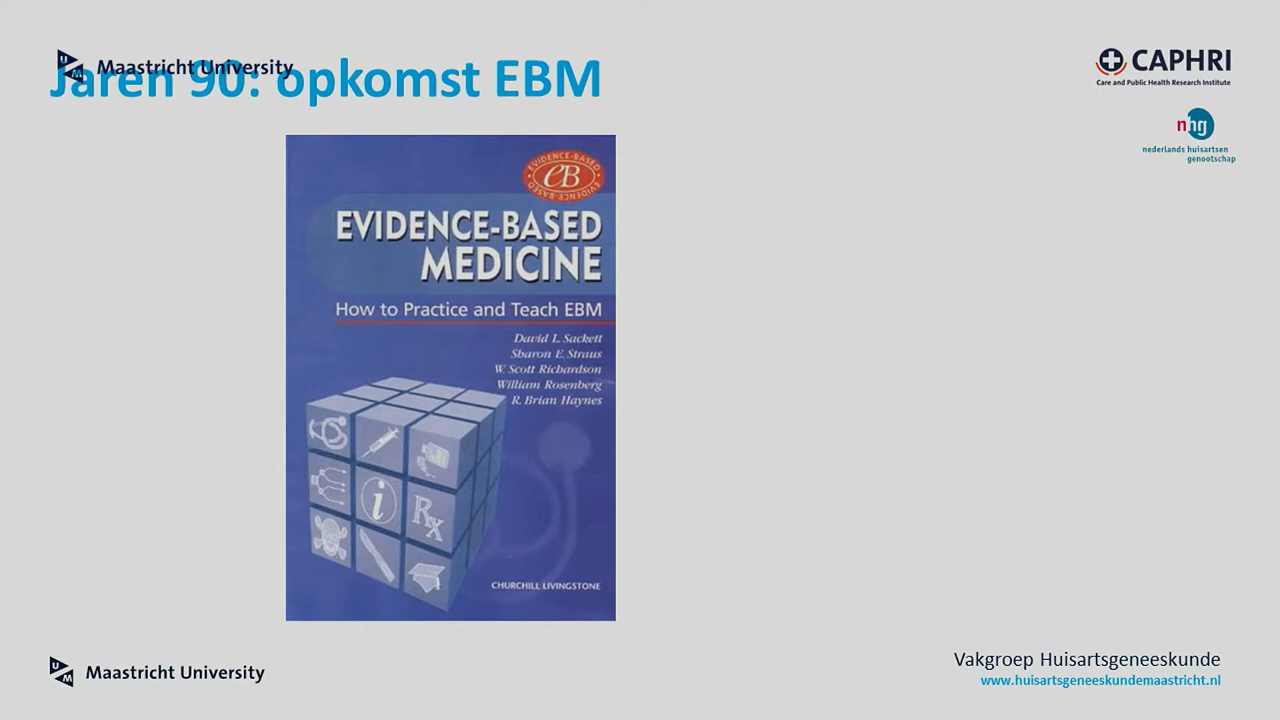 Maastricht University
Jaren 90: opkomst EBM
CAPHRI
Care and Public Health Research Institute
nhg
nederlands huisartsen
genootschap
EVIDENCE-BASED
EB
EVIDENCE-BASED
EVIDENCE-BASED
MEDICINE
How to Practice and Teach EBM
David L. Sackett
Sharon E. Straus
W. Scott Richardson
William Rosenberg
R. Brian Haynes
i
Rx
CHURCHILL LIVINGSTONE
UM
Maastricht University
Vakgroep Huisartsgeneeskunde
www.huisartsgeneeskundemaastricht.nl